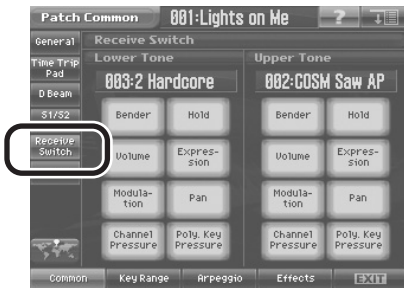 Patch Common 001:Lights on Me ?
General Receive Switch
Time Trip Pad
D Beam
S1/S2
Receive Switch
Lower Tone
003:2 Hardcore
Bender Hold
Volume Expres-
sion
Modula-
tion Pan
Channel Pressure Poly. Key Pressure
Upper Tone
002:COSM Saw AP
Bender Hold
Volume Expres-
sion
Modula-
tion Pan
Channel Pressure Poly. Key Pressure
Common Key Range Arpeggio Effects EXIT